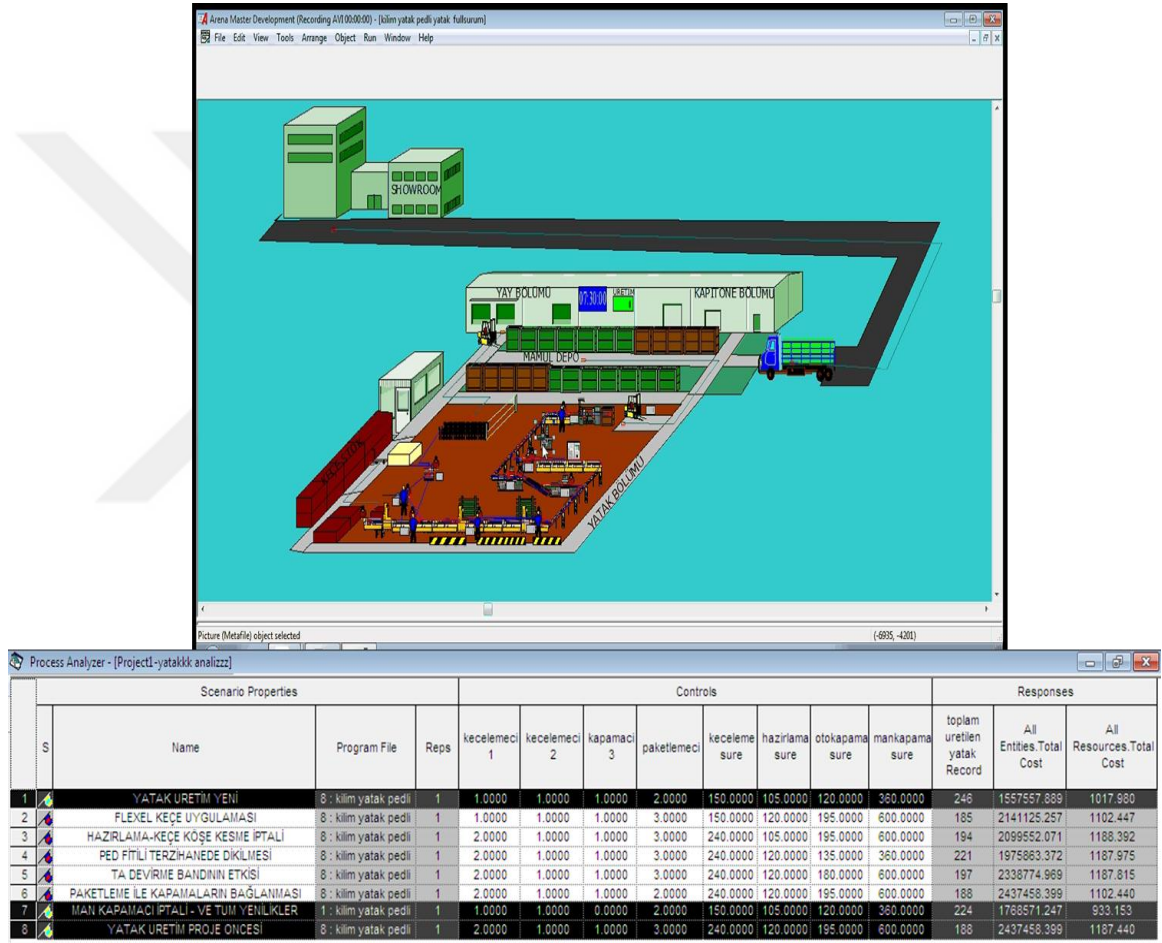 Arena Master Development (Recording AVI 00:00:00) - [kilim yatak pedli yatak fullsurum]
File Edit View Tools Arrange Object Run Window Help
SHOWROOM
YAY BÖLÜMÜ 07:30:00 ÜRETİM KAPİTONE BÖLÜMÜ
MAMUL DEPO
YATAK BÖLÜMÜ
Picture (Metafile) object selected (-6935, -4201)
Process Analyzer - [Project1-yatakkk analizzz]
Scenario Properties Controls Responses
S Name Program File Reps kecelemeci 1 kecelemeci 2 kapamaci 3 paketlemeci keceleme sure hazirlama sure otokapama sure mankapama sure toplam uretilen yatak Record All Entities.Total Cost All Resources.Total Cost
1 YATAK URETIM YENİ 8 : kilim yatak pedli 1 1.0000 1.0000 1.0000 2.0000 150.0000 105.0000 120.0000 360.0000 246 1557557.889 1017.980
2 FLEXEL KEÇE UYGULAMASI 8 : kilim yatak pedli 1 1.0000 1.0000 1.0000 3.0000 150.0000 120.0000 195.0000 600.0000 185 2141125.257 1102.447
3 HAZIRLAMA-KEÇE KÖŞE KESME İPTALİ 8 : kilim yatak pedli 1 2.0000 1.0000 1.0000 3.0000 240.0000 105.0000 195.0000 600.0000 194 2099552.071 1188.392
4 PED FİTİLİ TERZİHANEDE DİKİLMESİ 8 : kilim yatak pedli 1 2.0000 1.0000 1.0000 3.0000 240.0000 120.0000 135.0000 360.0000 221 1975863.372 1187.975
5 TA DEVİRME BANDININ ETKİSİ 8 : kilim yatak pedli 1 2.0000 1.0000 1.0000 3.0000 240.0000 120.0000 180.0000 600.0000 197 2338774.969 1187.815
6 PAKETLEME İLE KAPAMALARIN BAĞLANMASI 8 : kilim yatak pedli 1 2.0000 1.0000 1.0000 2.0000 240.0000 120.0000 195.0000 600.0000 188 2437458.399 1102.440
7 MAN KAPAMACI İPTALİ - VE TUM YENİLİKLER 1 : kilim yatak pedli 1 1.0000 1.0000 0.0000 2.0000 150.0000 105.0000 120.0000 360.0000 224 1768571.247 933.153
8 YATAK URETIM PROJE ONCESİ 8 : kilim yatak pedli 1 2.0000 1.0000 1.0000 3.0000 240.0000 120.0000 195.0000 600.0000 188 2437458.399 1187.440